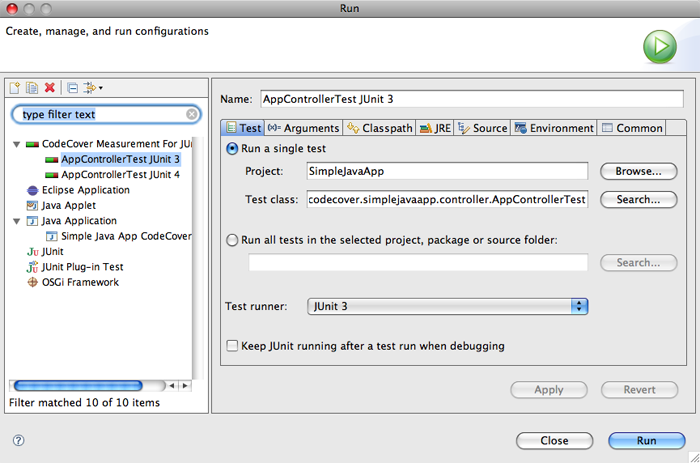 Run
Create, manage, and run configurations
type filter text
CodeCover Measurement For JU
AppControllerTest JUnit 3
AppControllerTest JUnit 4
Eclipse Application
Java Applet
Java Application
Simple Java App CodeCover
JUnit
JUnit Plug-in Test
OSGi Framework
Filter matched 10 of 10 items
Name: AppControllerTest JUnit 3
Test (x)= Arguments Classpath JRE Source Environment Common
Run a single test
Project: SimpleJavaApp Browse...
Test class: codecover.simplejavaapp.controller.AppControllerTest Search...
Run all tests in the selected project, package or source folder:
Search...
Test runner: JUnit 3
Keep JUnit running after a test run when debugging
Apply Revert
? Close Run